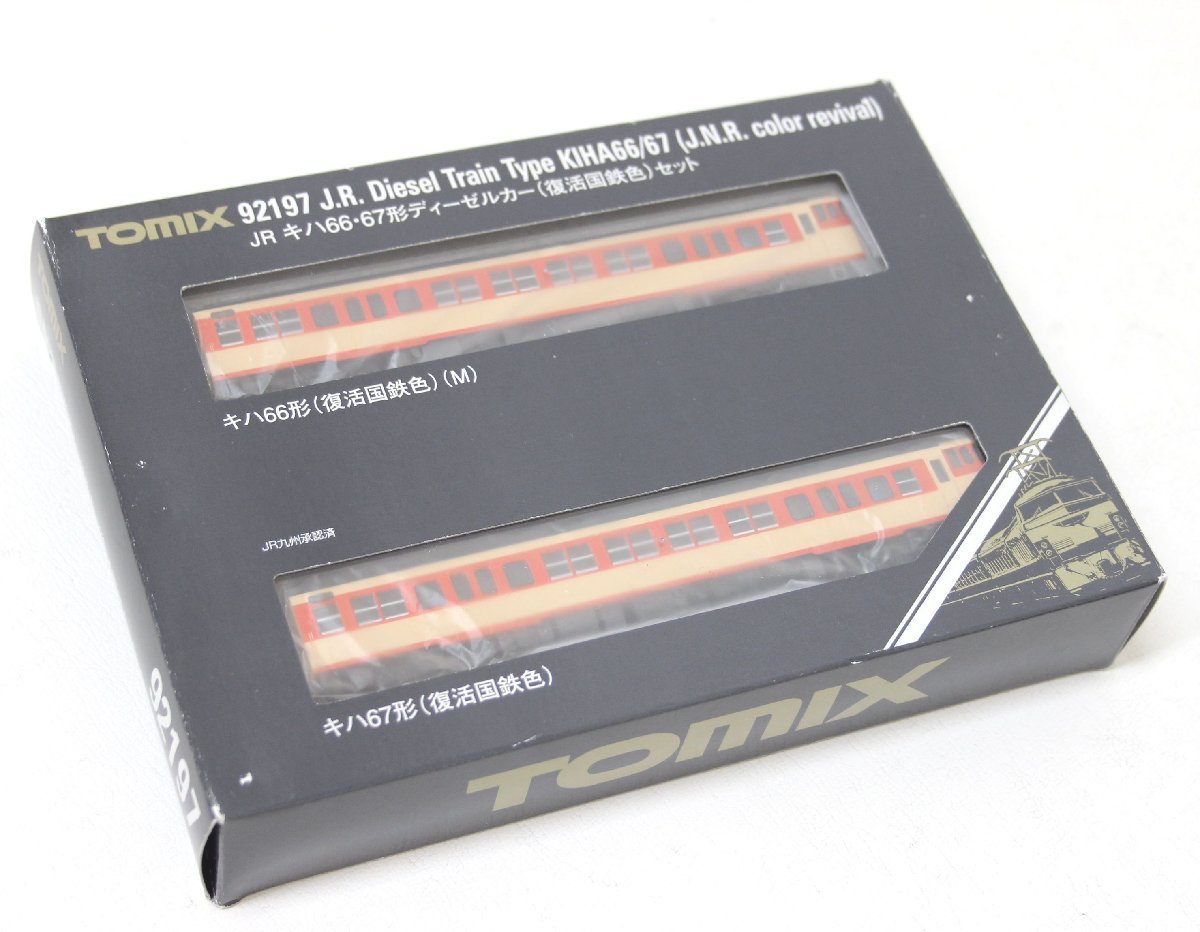 TOMIX 92197 J.R. Diesel Train Type KIHA66/67 (J.N.R. color revival)
JR キハ66・67形ディーゼルカー(復活国鉄色)セット
キハ66形(復活国鉄色)(M)
JR九州承認済
キハ67形(復活国鉄色)
TOMIX
92197
TOMIX